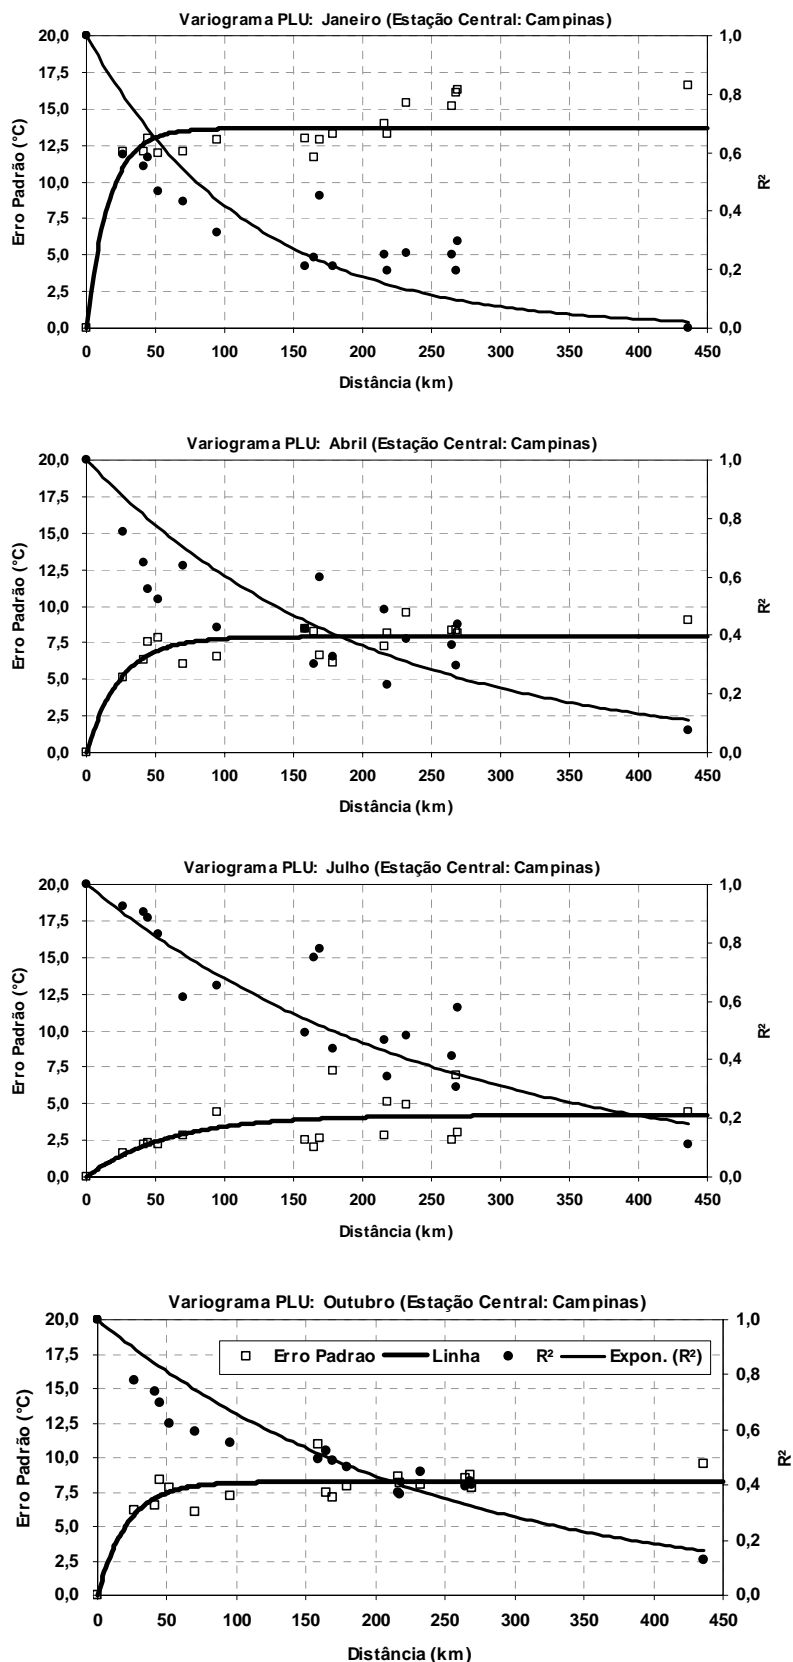 Variograma PLU: Janeiro (Estação Central: Campinas)
20,0 17,5 15,0 12,5 10,0 7,5 5,0 2,5 0,0
Erro Padrão (°C)
1,0 0,8 0,6 0,4 0,2 0,0
R²
0 50 100 150 200 250 300 350 400 450
Distância (km)
Variograma PLU: Abril (Estação Central: Campinas)
20,0 17,5 15,0 12,5 10,0 7,5 5,0 2,5 0,0
Erro Padrão (°C)
1,0 0,8 0,6 0,4 0,2 0,0
R²
0 50 100 150 200 250 300 350 400 450
Distância (km)
Variograma PLU: Julho (Estação Central: Campinas)
20,0 17,5 15,0 12,5 10,0 7,5 5,0 2,5 0,0
Erro Padrão (°C)
1,0 0,8 0,6 0,4 0,2 0,0
R²
0 50 100 150 200 250 300 350 400 450
Distância (km)
Variograma PLU: Outubro (Estação Central: Campinas)
Erro Padrao Linha R² Expon. (R²)
20,0 17,5 15,0 12,5 10,0 7,5 5,0 2,5 0,0
Erro Padrão (°C)
1,0 0,8 0,6 0,4 0,2 0,0
R²
0 50 100 150 200 250 300 350 400 450
Distância (km)